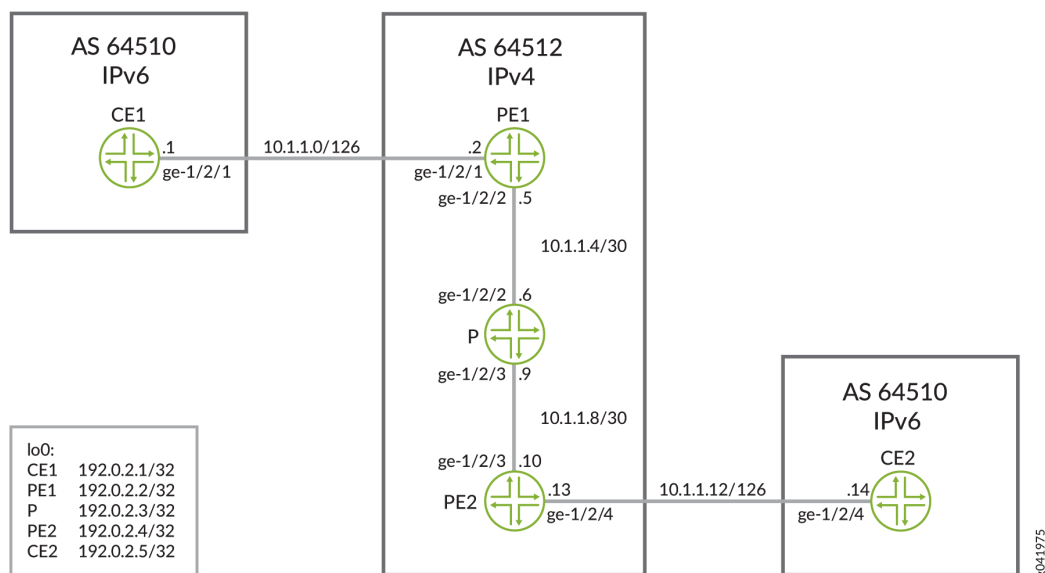 AS 64510
IPv6
CE1
.1
ge-1/2/1
10.1.1.0/126
AS 64512
IPv4
PE1
.2
ge-1/2/1
ge-1/2/2 .5
10.1.1.4/30
ge-1/2/2 .6
P
ge-1/2/3 .9
10.1.1.8/30
ge-1/2/3 .10
PE2
.13
ge-1/2/4
10.1.1.12/126
AS 64510
IPv6
CE2
.14
ge-1/2/4
lo0:
CE1 192.0.2.1/32
PE1 192.0.2.2/32
P 192.0.2.3/32
PE2 192.0.2.4/32
CE2 192.0.2.5/32
041975